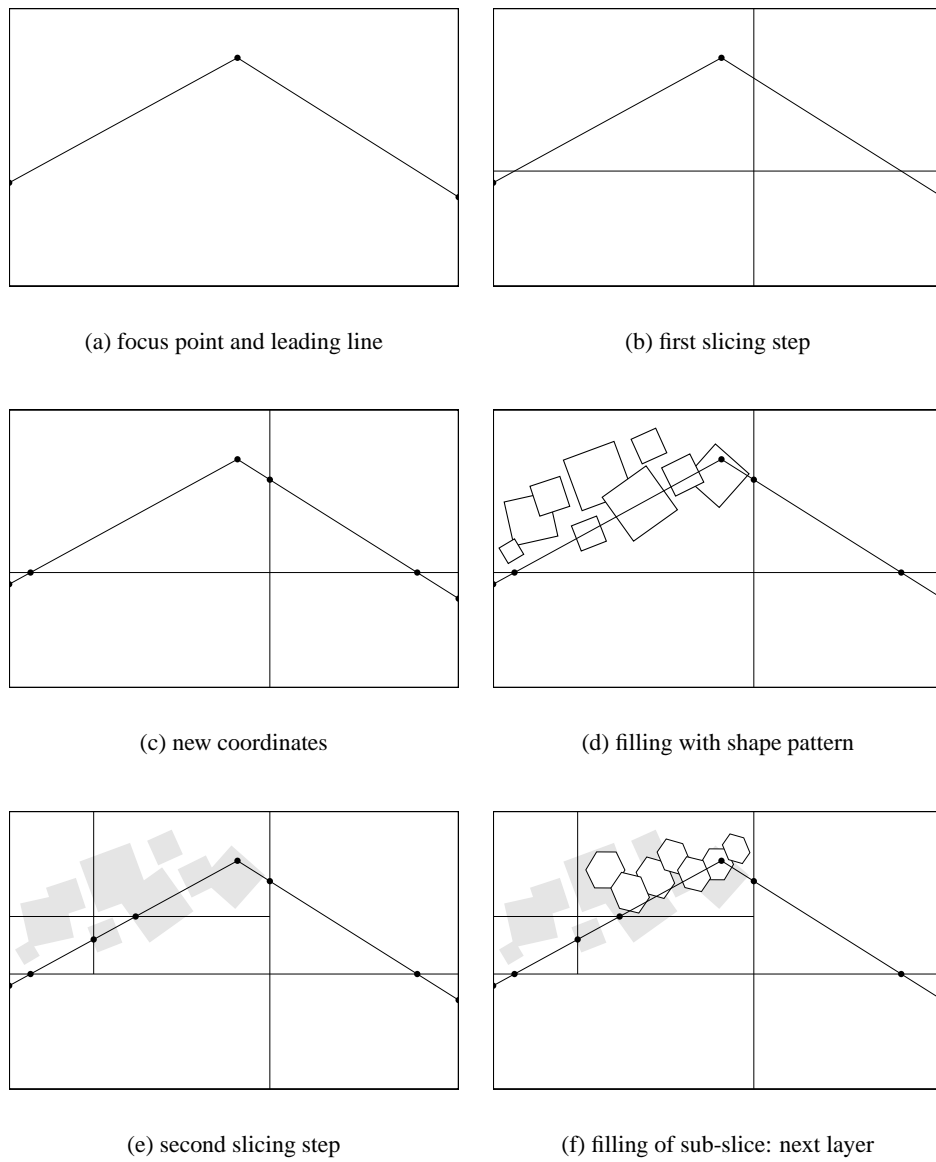 (a) focus point and leading line
(b) first slicing step
(c) new coordinates
(d) filling with shape pattern
(e) second slicing step
(f) filling of sub-slice: next layer